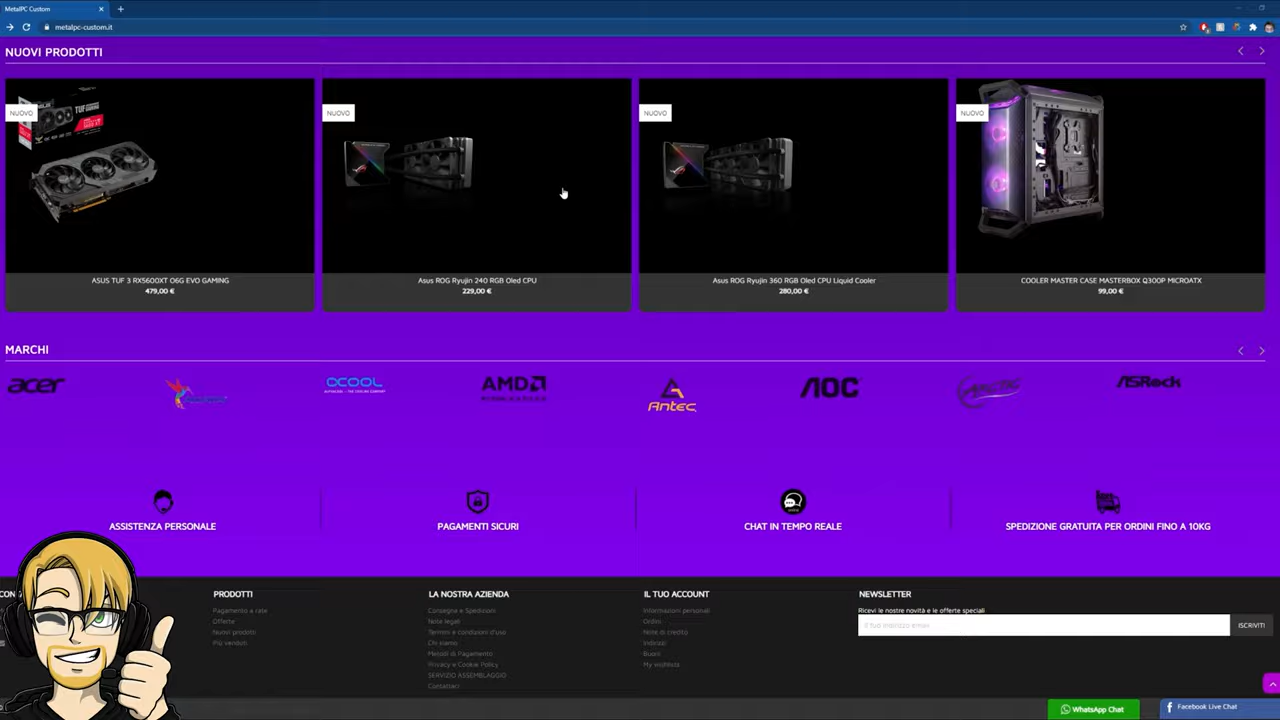 MetalPC Custom
metalpc-custom.it
NUOVI PRODOTTI
NUOVO
NUOVO
NUOVO
NUOVO
ASUS TUF 3 RX5600XT O6G EVO GAMING
479,00 €
Asus ROG Ryujin 240 RGB Oled CPU
229,00 €
Asus ROG Ryujin 360 RGB Oled CPU Liquid Cooler
280,00 €
COOLER MASTER CASE MASTERBOX Q300P MICROATX
99,00 €
MARCHI
acer
AMD
Antec
AOC
ARCTIC
ASRock
ASSISTENZA PERSONALE
PAGAMENTI SICURI
CHAT IN TEMPO REALE
SPEDIZIONE GRATUITA PER ORDINI FINO A 10KG
PRODOTTI
Pagamento a rate
Offerte
Nuovi prodotti
Più venduti
LA NOSTRA AZIENDA
Consegna e Spedizioni
Note legali
Termini e condizioni d'uso
Chi siamo
Metodi di Pagamento
Privacy e Cookie Policy
SERVIZIO ASSEMBLAGGIO
Contattaci
IL TUO ACCOUNT
Informazioni personali
Ordini
Note di credito
Indirizzi
Buoni
My wishlists
NEWSLETTER
Ricevi le nostre novità e le offerte speciali
Il tuo indirizzo email
ISCRIVITI
WhatsApp Chat
Facebook Live Chat